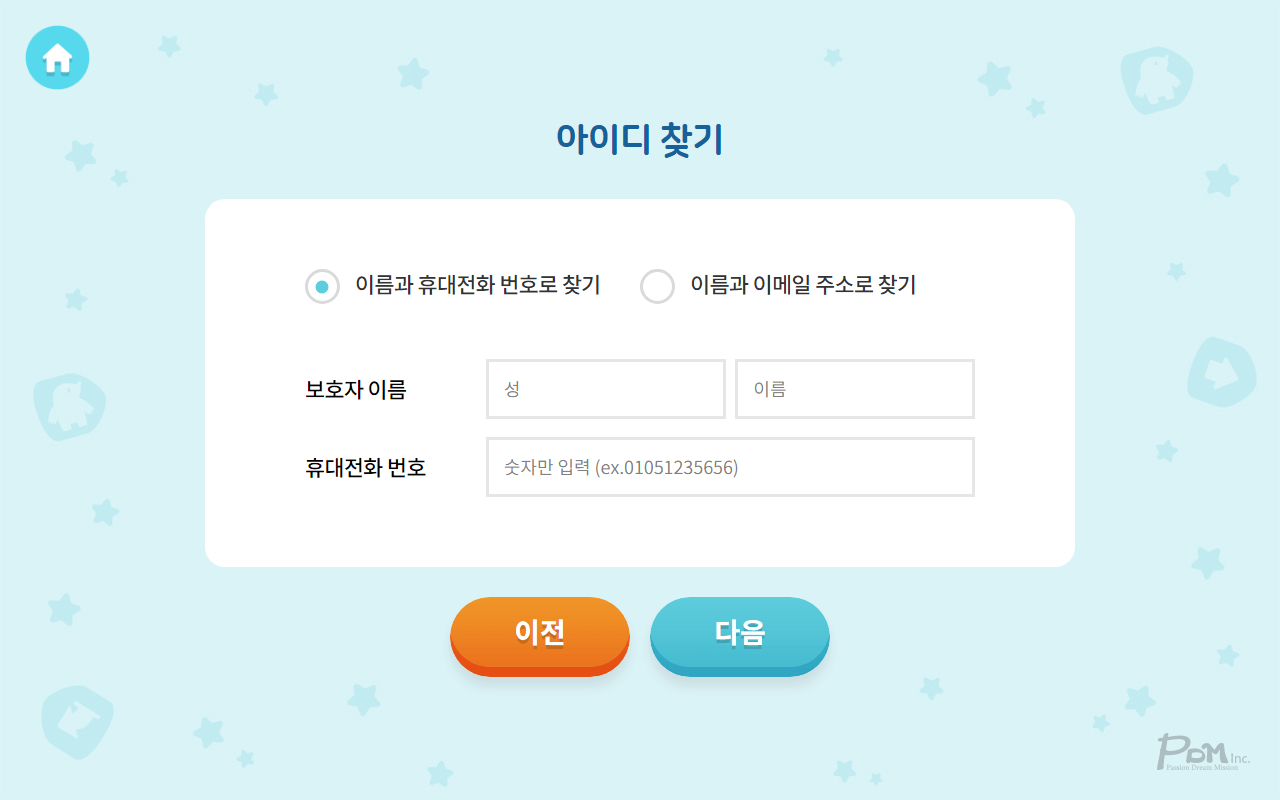 아이디 찾기
이름과 휴대전화 번호로 찾기 이름과 이메일 주소로 찾기
보호자 이름 성 이름
휴대전화 번호 숫자만 입력 (ex.01051235656)
이전 다음
PDM Inc.
Passion Dream Mission